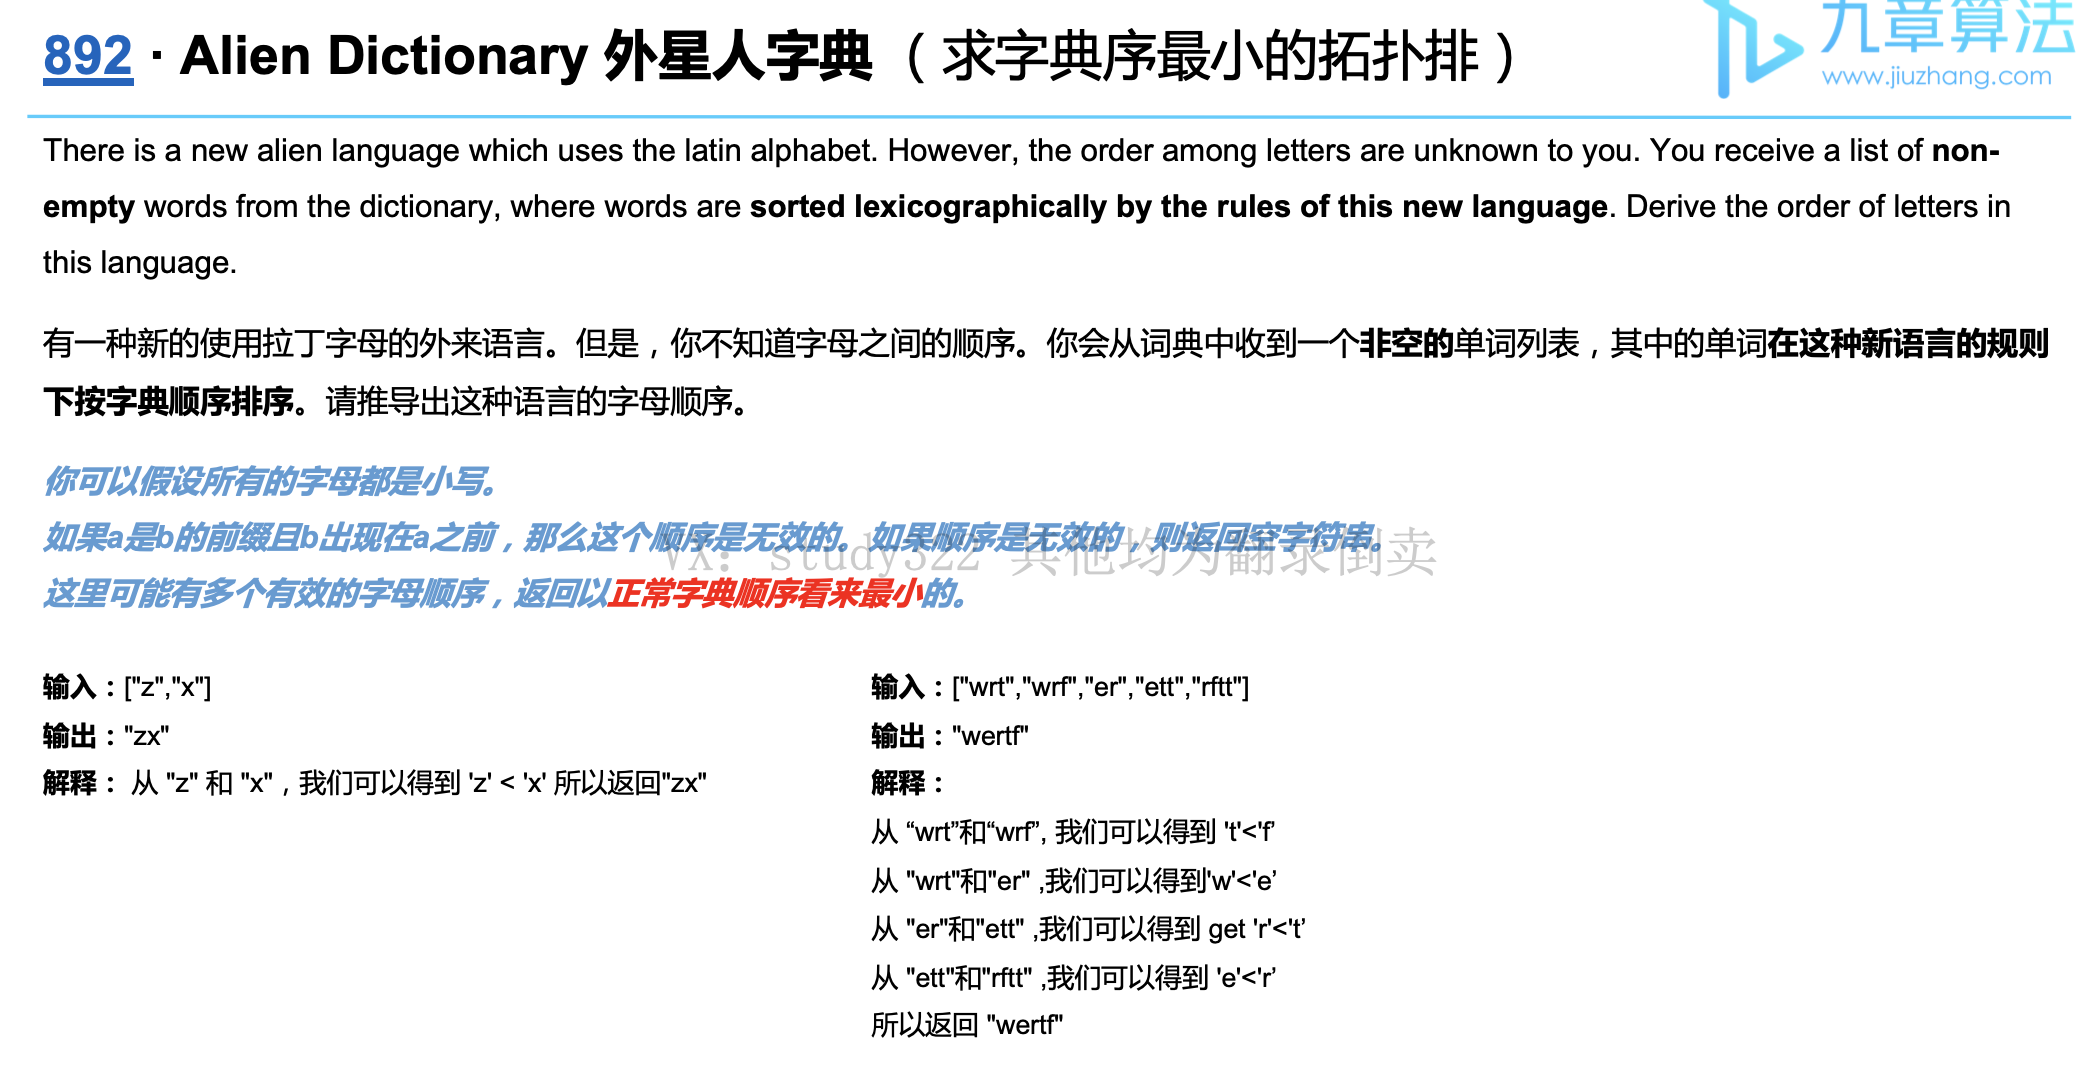 892 · Alien Dictionary 外星人字典（求字典序最小的拓扑排）
九章算法
www.jiuzhang.com
There is a new alien language which uses the latin alphabet. However, the order among letters are unknown to you. You receive a list of non-
empty words from the dictionary, where words are sorted lexicographically by the rules of this new language. Derive the order of letters in
this language.
有一种新的使用拉丁字母的外来语言。但是，你不知道字母之间的顺序。你会从词典中收到一个非空的单词列表，其中的单词在这种新语言的规则
下按字典顺序排序。请推导出这种语言的字母顺序。
你可以假设所有的字母都是小写。
如果a是b的前缀且b出现在a之前，那么这个顺序是无效的。如果顺序是无效的，则返回空字符串。
VX: study322 其他均为翻录倒卖
这里可能有多个有效的字母顺序，返回以正常字典顺序看来最小的。
输入：["z","x"]
输出："zx"
解释： 从 "z" 和 "x"，我们可以得到 'z' < 'x' 所以返回"zx"
输入：["wrt","wrf","er","ett","rftt"]
输出："wertf"
解释：
从 “wrt”和“wrf”, 我们可以得到 't'<'f’
从 "wrt"和"er" ,我们可以得到'w'<'e’
从 "er"和"ett" ,我们可以得到 get 'r'<'t’
从 "ett"和"rftt" ,我们可以得到 'e'<'r’
所以返回 "wertf"